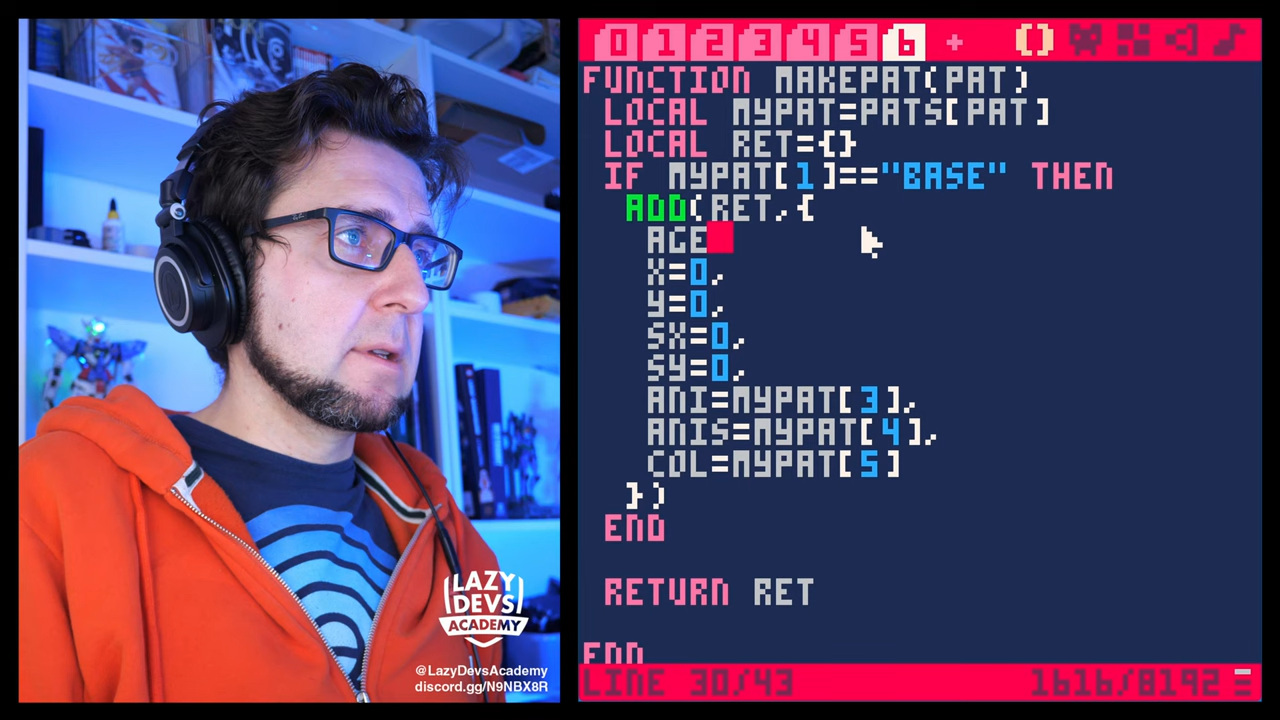 LAZY
DEVS
ACADEMY
@LazyDevsAcademy
discord.gg/N9NBX8R
0 1 2 3 4 5 6 + ()
FUNCTION MAKEPAT(PAT)
LOCAL MYPAT=PATS[PAT]
LOCAL RET={}
IF MYPAT[1]=="BASE" THEN
ADD(RET,{
AGE
X=0,
Y=0,
SX=0,
SY=0,
ANI=MYPAT[3],
ANIS=MYPAT[4],
COL=MYPAT[5]
})
END
RETURN RET
END
LINE 30/43
1616/8192